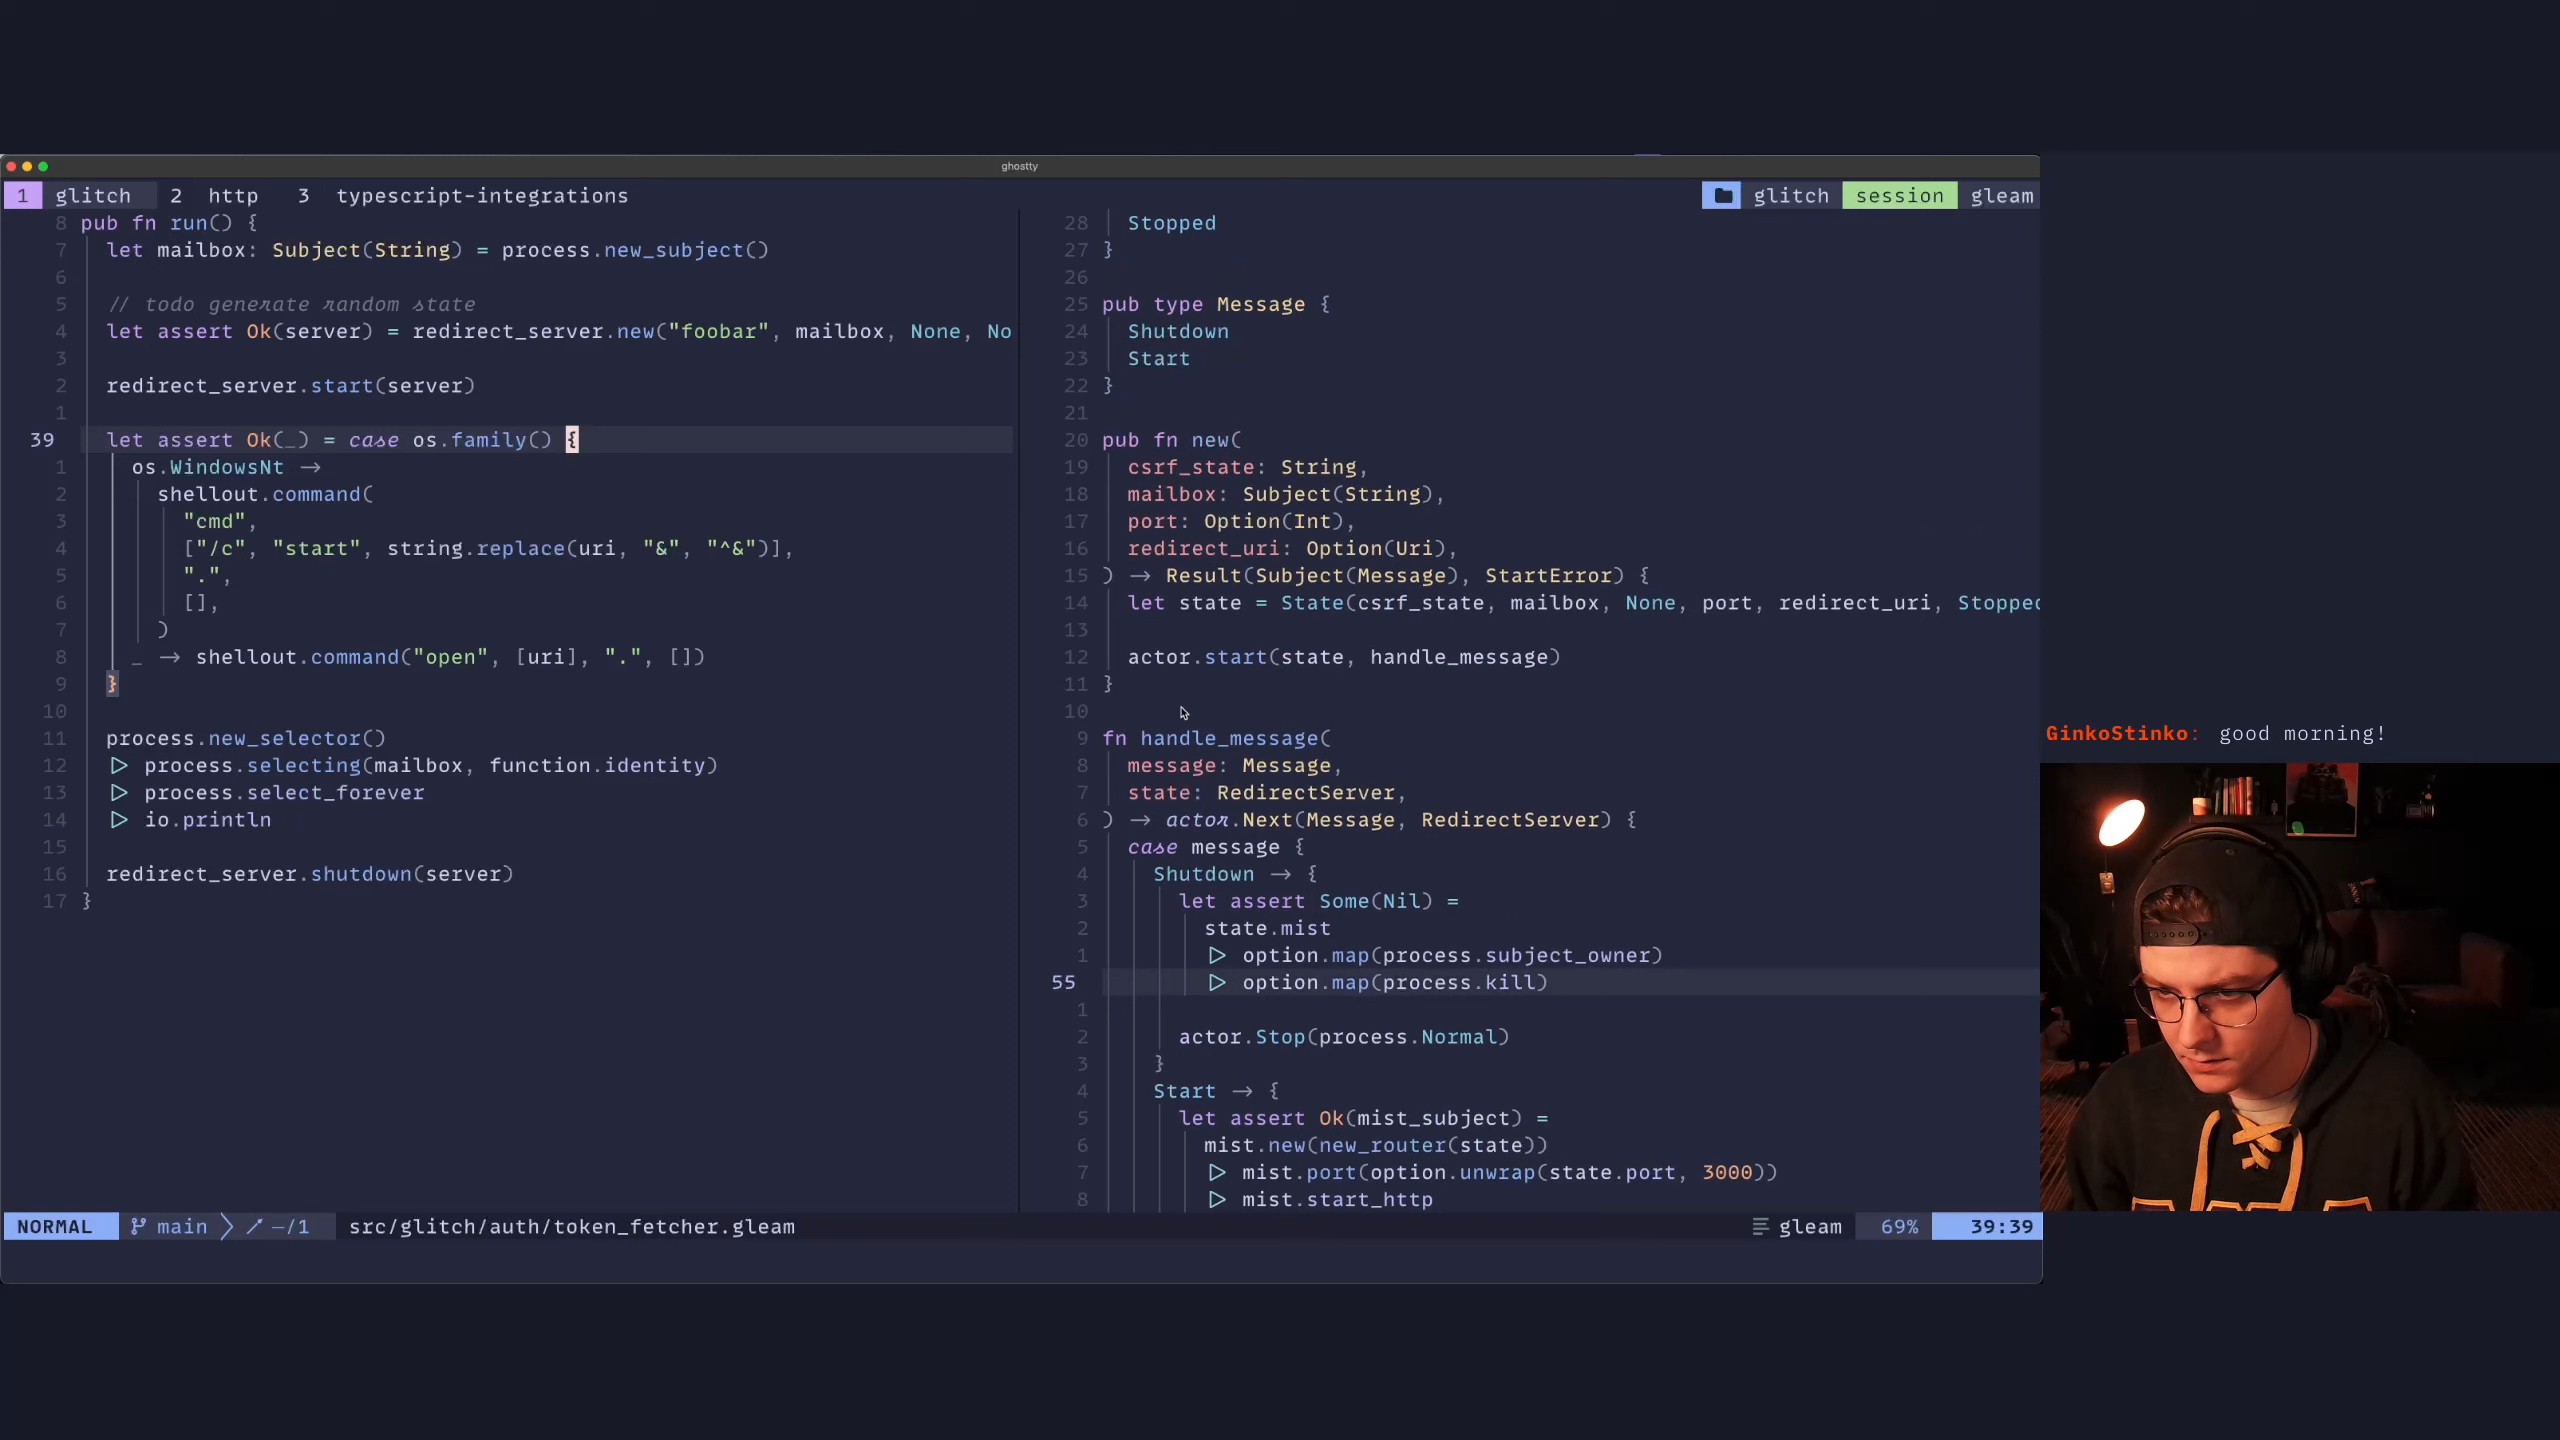 ghostty
1 glitch 2 http 3 typescript-integrations
glitch session gleam
8 pub fn run() {
7 let mailbox: Subject(String) = process.new_subject()
6
5 // todo generate random state
4 let assert Ok(server) = redirect_server.new("foobar", mailbox, None, No
3
2 redirect_server.start(server)
1
39 let assert Ok(_) = case os.family() {
1 os.WindowsNt ->
2 shellout.command(
3 "cmd",
4 ["/c", "start", string.replace(uri, "&", "^&")],
5 ".",
6 [],
7 )
8 _ -> shellout.command("open", [uri], ".", [])
9 }
10
11 process.new_selector()
12 |> process.selecting(mailbox, function.identity)
13 |> process.select_forever
14 |> io.println
15
16 redirect_server.shutdown(server)
17 }
28 Stopped
27 }
26
25 pub type Message {
24 Shutdown
23 Start
22 }
21
20 pub fn new(
19 csrf_state: String,
18 mailbox: Subject(String),
17 port: Option(Int),
16 redirect_uri: Option(Uri),
15 ) -> Result(Subject(Message), StartError) {
14 let state = State(csrf_state, mailbox, None, port, redirect_uri, Stopped
13
12 actor.start(state, handle_message)
11 }
10
9 fn handle_message(
8 message: Message,
7 state: RedirectServer,
6 ) -> actor.Next(Message, RedirectServer) {
5 case message {
4 Shutdown -> {
3 let assert Some(Nil) =
2 state.mist
1 |> option.map(process.subject_owner)
55 |> option.map(process.kill)
1
2 actor.Stop(process.Normal)
3 }
4 Start -> {
5 let assert Ok(mist_subject) =
6 mist.new(new_router(state))
7 |> mist.port(option.unwrap(state.port, 3000))
8 |> mist.start_http
NORMAL main -/1 src/glitch/auth/token_fetcher.gleam gleam 69% 39:39
GinkoStinko: good morning!